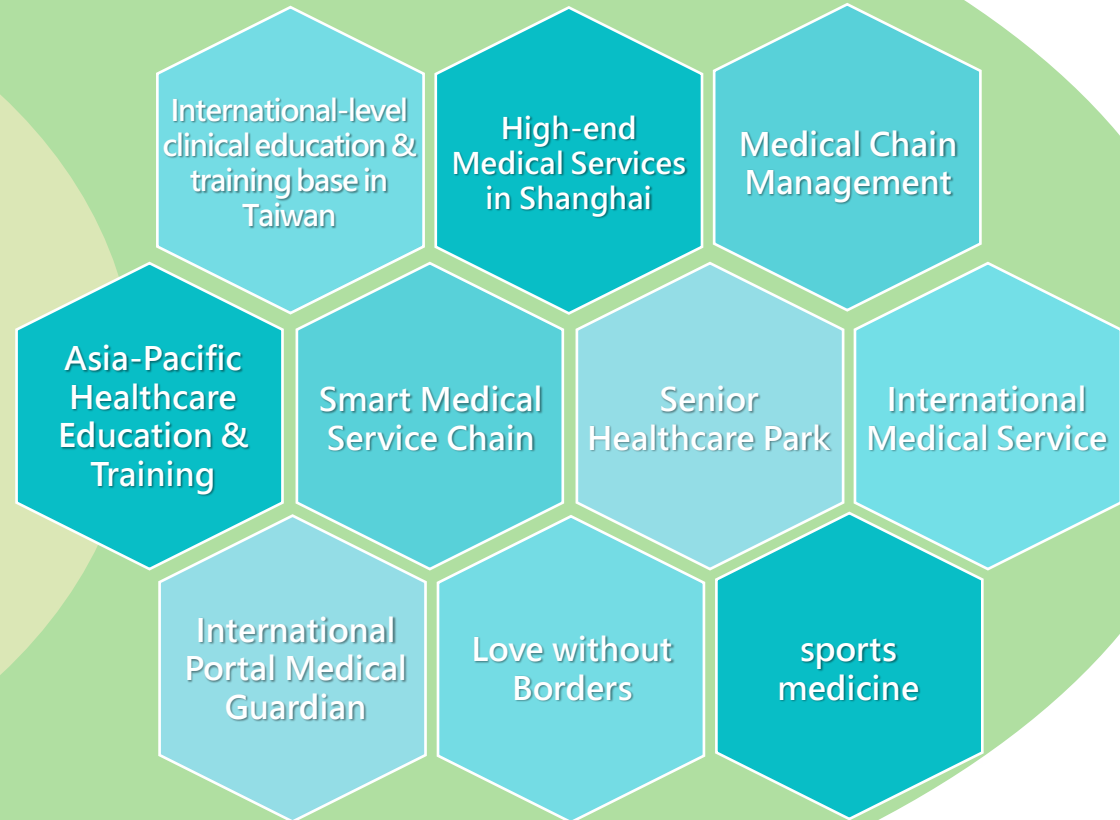 International-level
clinical education &
training base in
Taiwan
High-end
Medical Services
in Shanghai
Medical Chain
Management
Asia-Pacific
Healthcare
Education &
Training
Smart Medical
Service Chain
Senior
Healthcare Park
International
Medical Service
International
Portal Medical
Guardian
Love without
Borders
sports
medicine